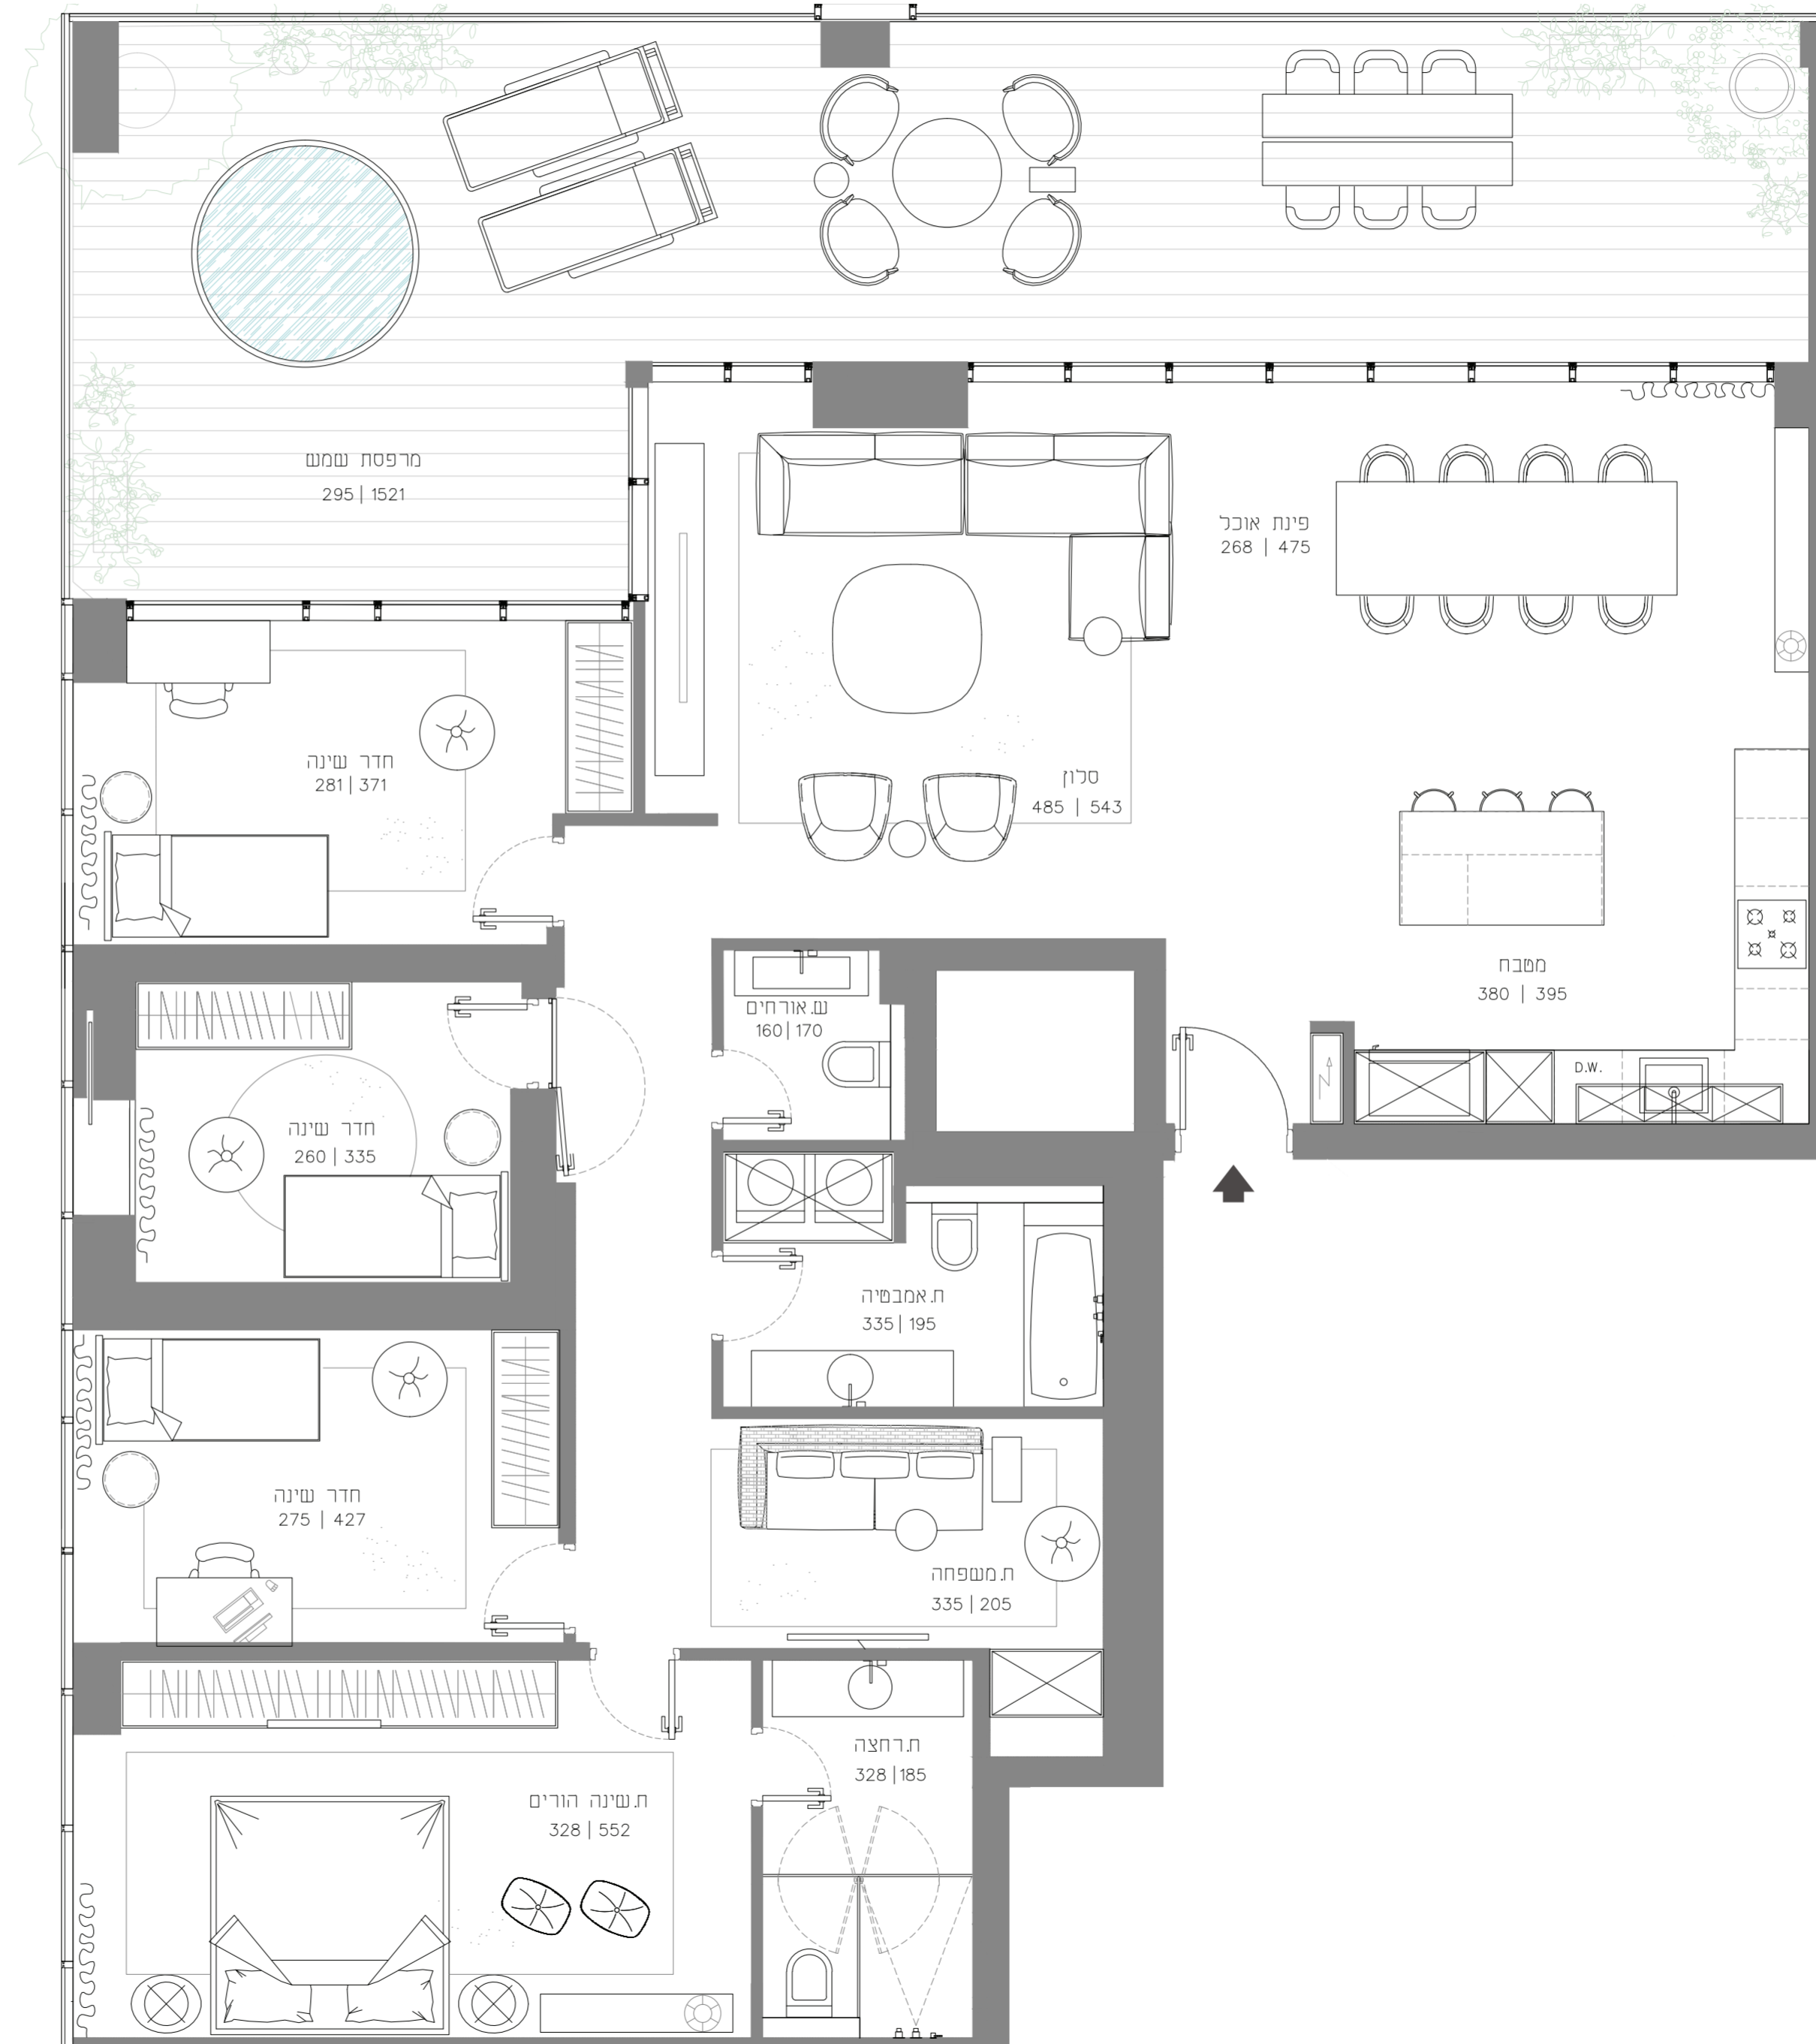 מרפסת שמש
295 | 1521
פינת אוכל
268 | 475
חדר שינה
281 | 371
סלון
485 | 543
מטבח
380 | 395
ש.אורחים
160 | 170
D.W.
חדר שינה
260 | 335
ח.אמבטיה
335 | 195
חדר שינה
275 | 427
ח.משפחה
335 | 205
ח.רחצה
328 | 185
ח.שינה הורים
328 | 552